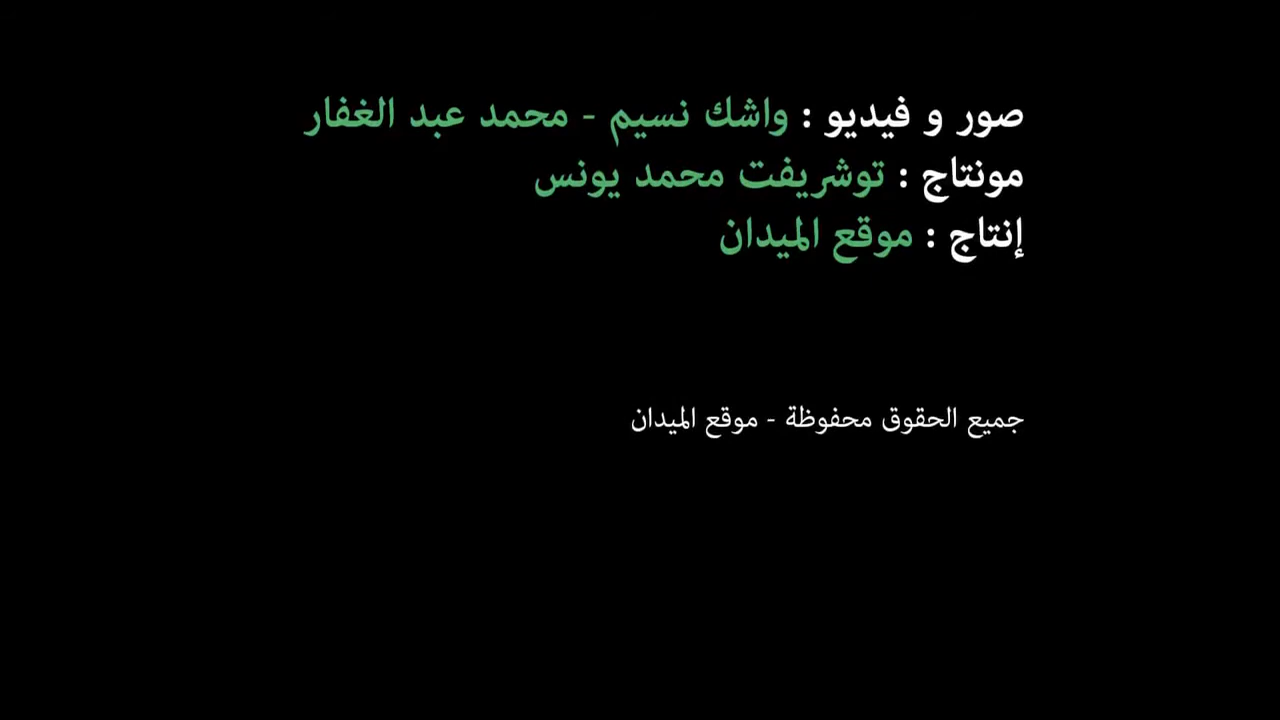 صور و فيديو : واشك نسيم - محمد عبد الغفار
مونتاج : توشريفت محمد يونس
إنتاج : موقع الميدان
جميع الحقوق محفوظة - موقع الميدان